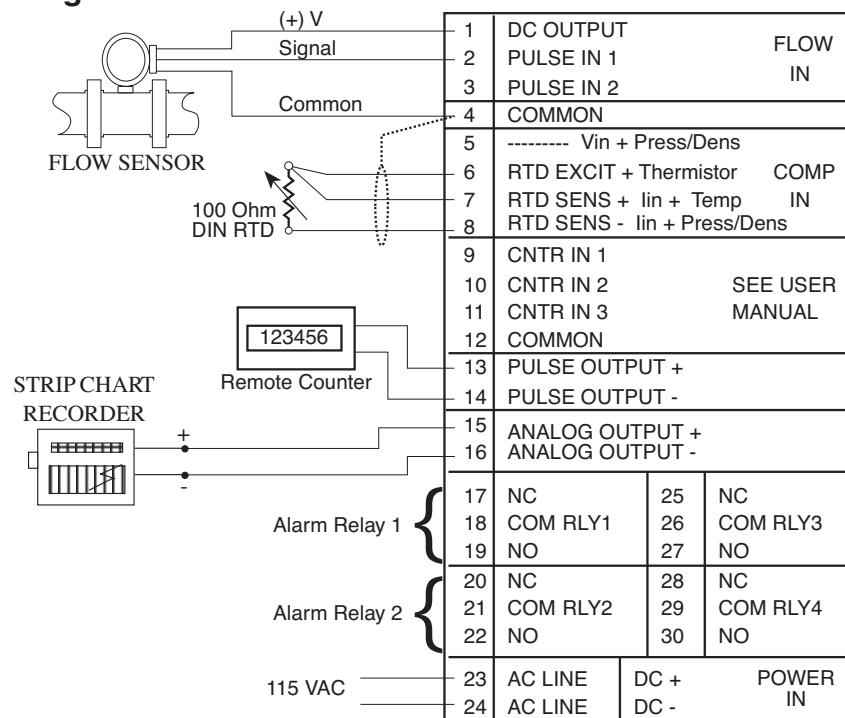 (+) V
Signal
Common
FLOW SENSOR
100 Ohm
DIN RTD
123456
Remote Counter
STRIP CHART
RECORDER
+
-
Alarm Relay 1 {
Alarm Relay 2 {
115 VAC
1 DC OUTPUT
2 PULSE IN 1
3 PULSE IN 2
FLOW
IN
4 COMMON
5 --------- Vin + Press/Dens
6 RTD EXCIT + Thermistor COMP
7 RTD SENS + Iin + Temp IN
8 RTD SENS - Iin + Press/Dens
9 CNTR IN 1
10 CNTR IN 2 SEE USER
11 CNTR IN 3 MANUAL
12 COMMON
13 PULSE OUTPUT +
14 PULSE OUTPUT -
15 ANALOG OUTPUT +
16 ANALOG OUTPUT -
17 NC 25 NC
18 COM RLY1 26 COM RLY3
19 NO 27 NO
20 NC 28 NC
21 COM RLY2 29 COM RLY4
22 NO 30 NO
23 AC LINE DC + POWER
24 AC LINE DC - IN